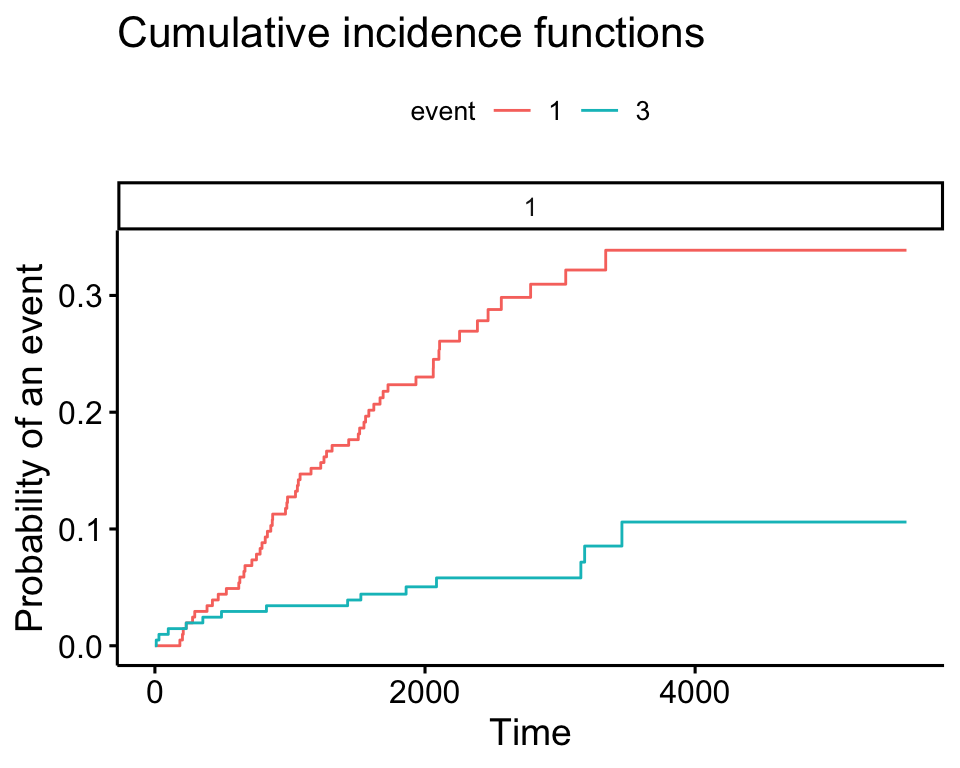 Cumulative incidence functions
event 1 3
1
Probability of an event
0.3
0.2
0.1
0.0
0 2000 4000
Time